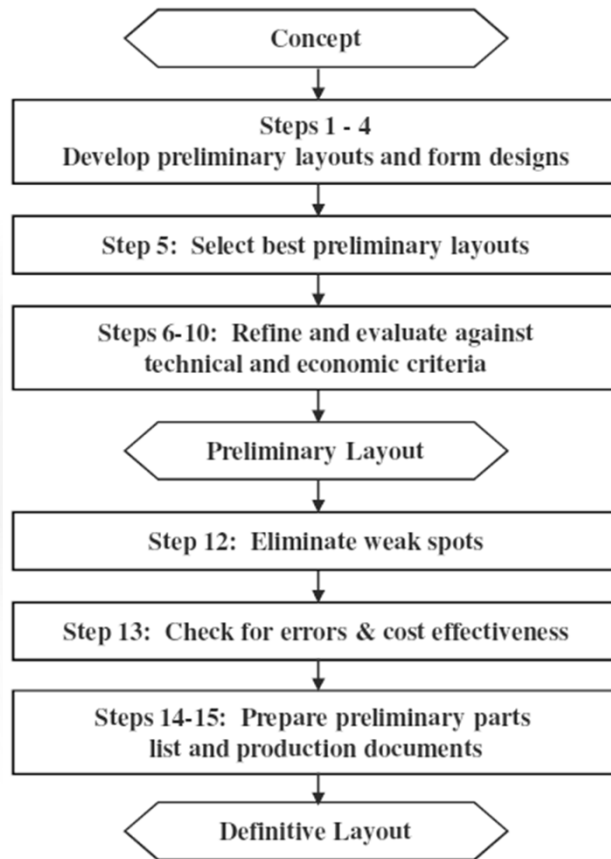 Concept
Steps 1 - 4
Develop preliminary layouts and form designs
Step 5: Select best preliminary layouts
Steps 6-10: Refine and evaluate against
technical and economic criteria
Preliminary Layout
Step 12: Eliminate weak spots
Step 13: Check for errors & cost effectiveness
Steps 14-15: Prepare preliminary parts
list and production documents
Definitive Layout